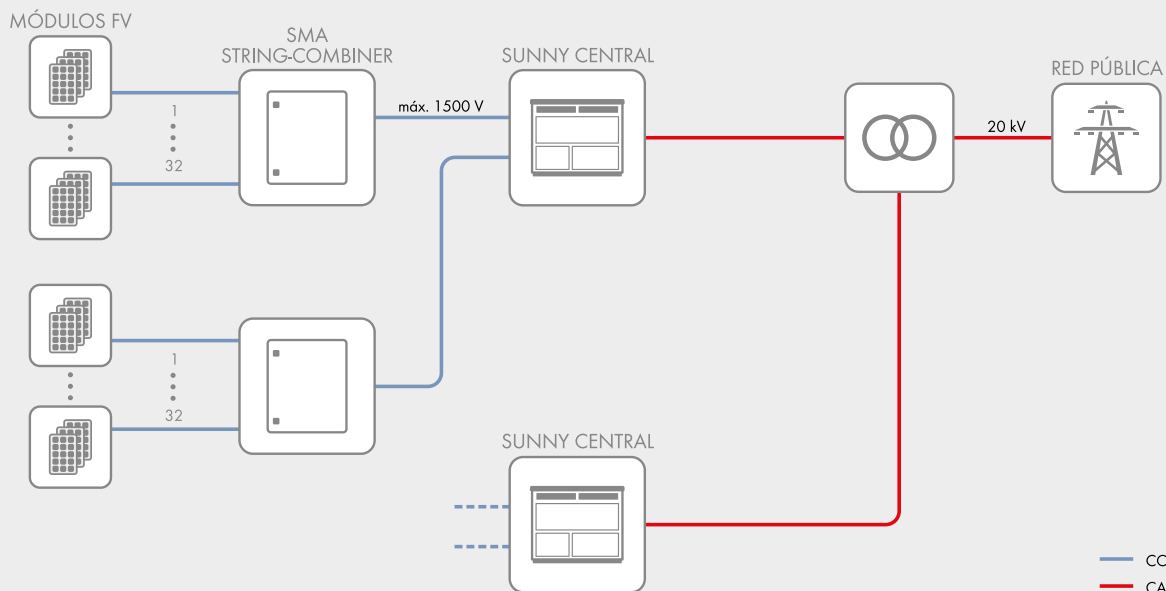 MÓDULOS FV
SMA
STRING-COMBINER
SUNNY CENTRAL
RED PÚBLICA
máx. 1500 V
20 kV
1
32
1
32
SUNNY CENTRAL
CA